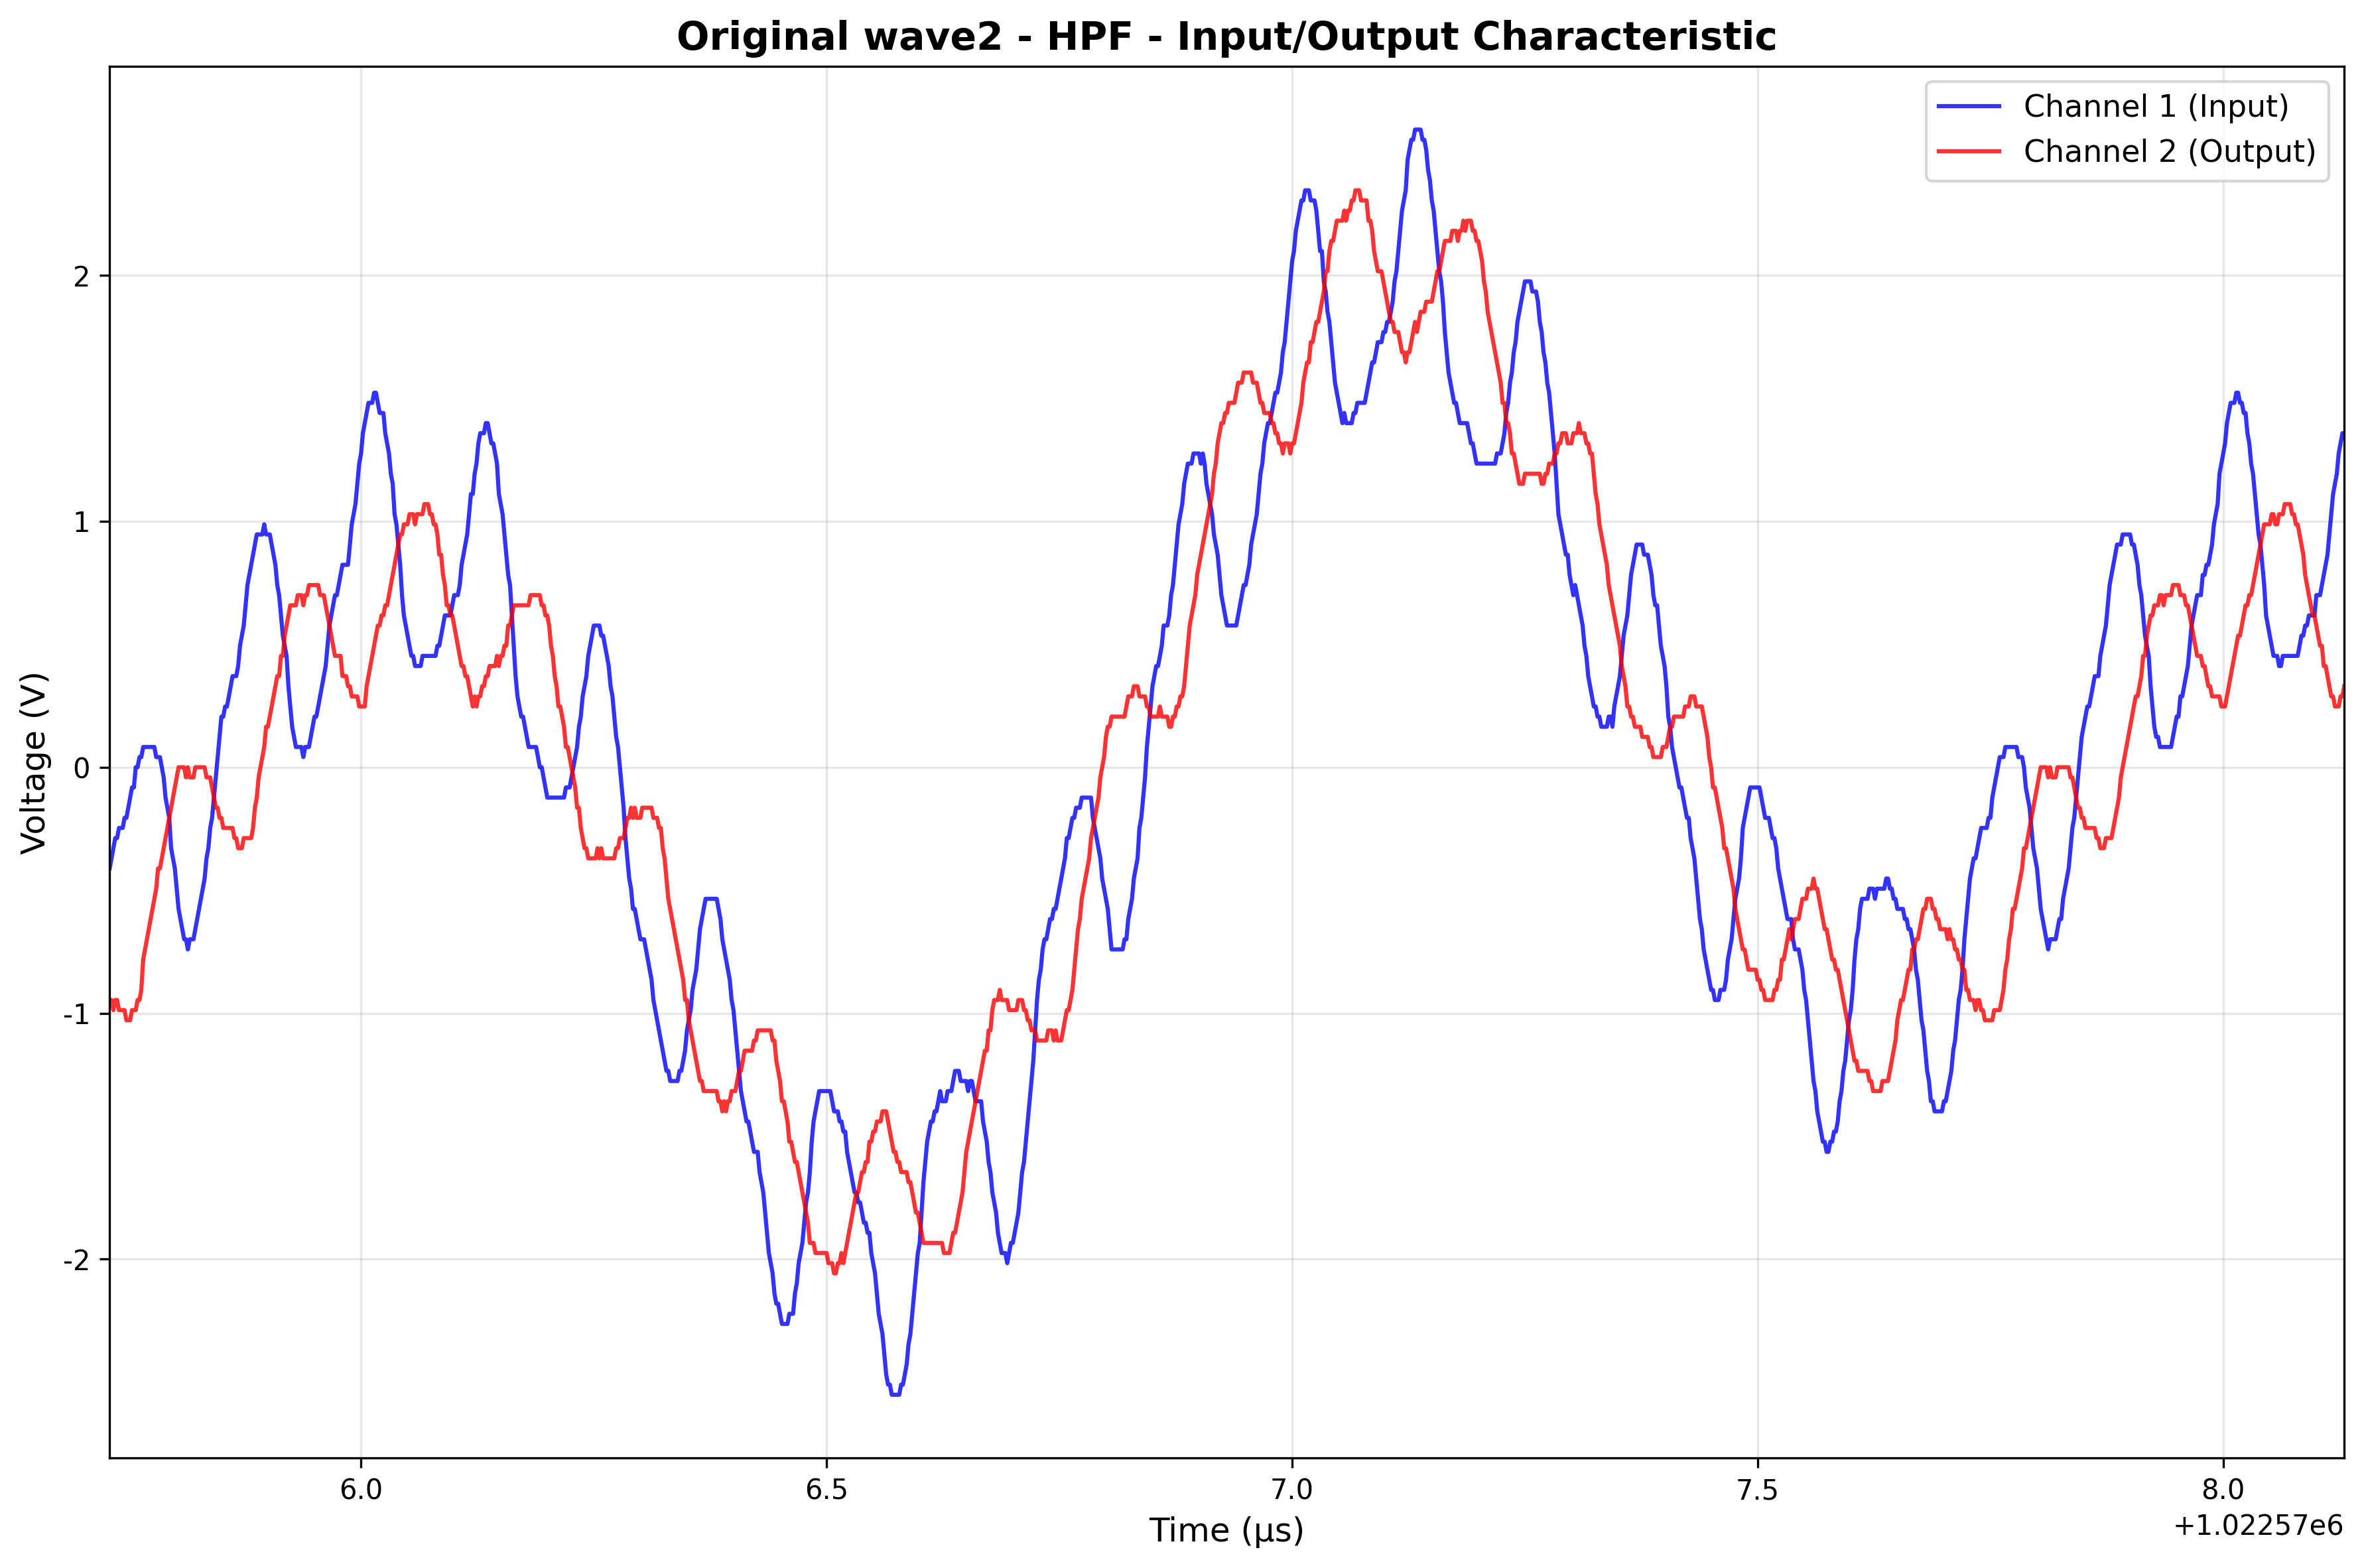 Original wave2 - HPF - Input/Output Characteristic
Channel 1 (Input)
Channel 2 (Output)
Voltage (V)
2
1
0
-1
-2
6.0
6.5
7.0
7.5
8.0
Time (µs)
+1.02257e6